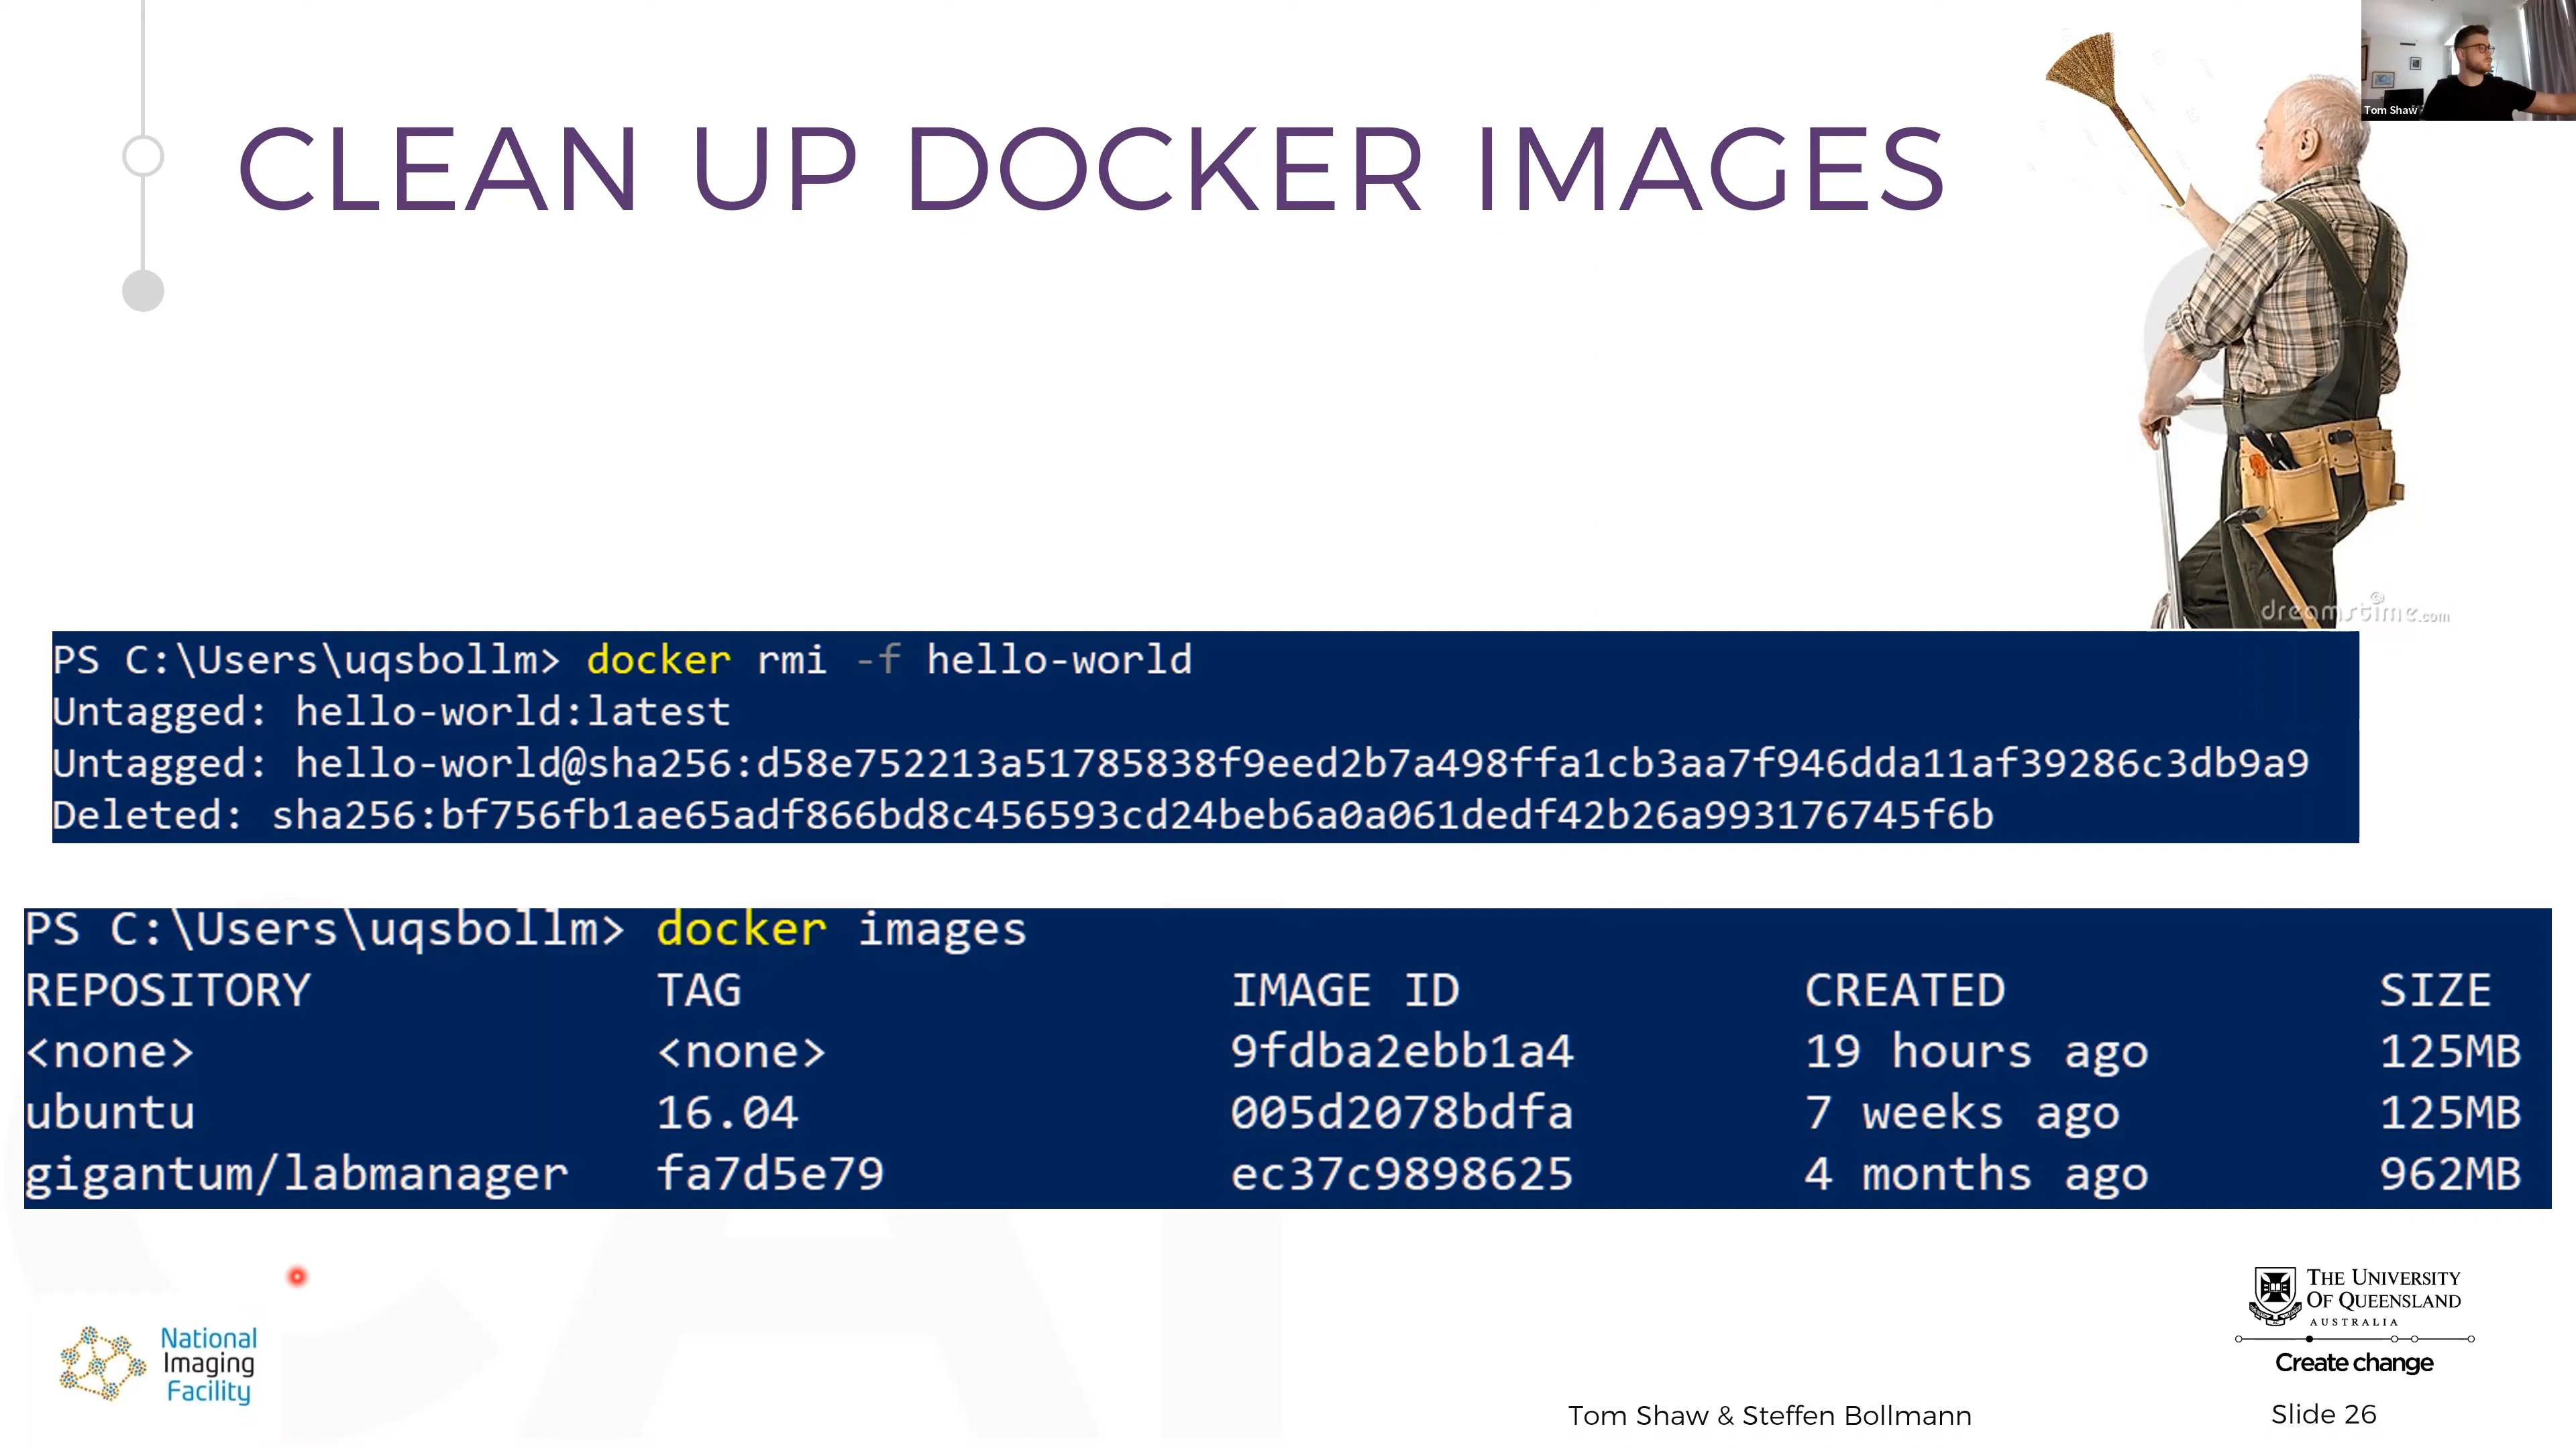 Tom Shaw
CLEAN UP DOCKER IMAGES
dreamstime.com
PS C:\Users\uqsbollm> docker rmi -f hello-world
Untagged: hello-world:latest
Untagged: hello-world@sha256:d58e752213a51785838f9eed2b7a498ffa1cb3aa7f946dda11af39286c3db9a9
Deleted: sha256:bf756fb1ae65adf866bd8c456593cd24beb6a0a061dedf42b26a993176745f6b
PS C:\Users\uqsbollm> docker images
REPOSITORY TAG IMAGE ID CREATED SIZE
<none> <none> 9fdba2ebb1a4 19 hours ago 125MB
ubuntu 16.04 005d2078bdfa 7 weeks ago 125MB
gigantum/labmanager fa7d5e79 ec37c9898625 4 months ago 962MB
National
Imaging
Facility
THE UNIVERSITY
OF QUEENSLAND
AUSTRALIA
Create change
Tom Shaw & Steffen Bollmann
Slide 26